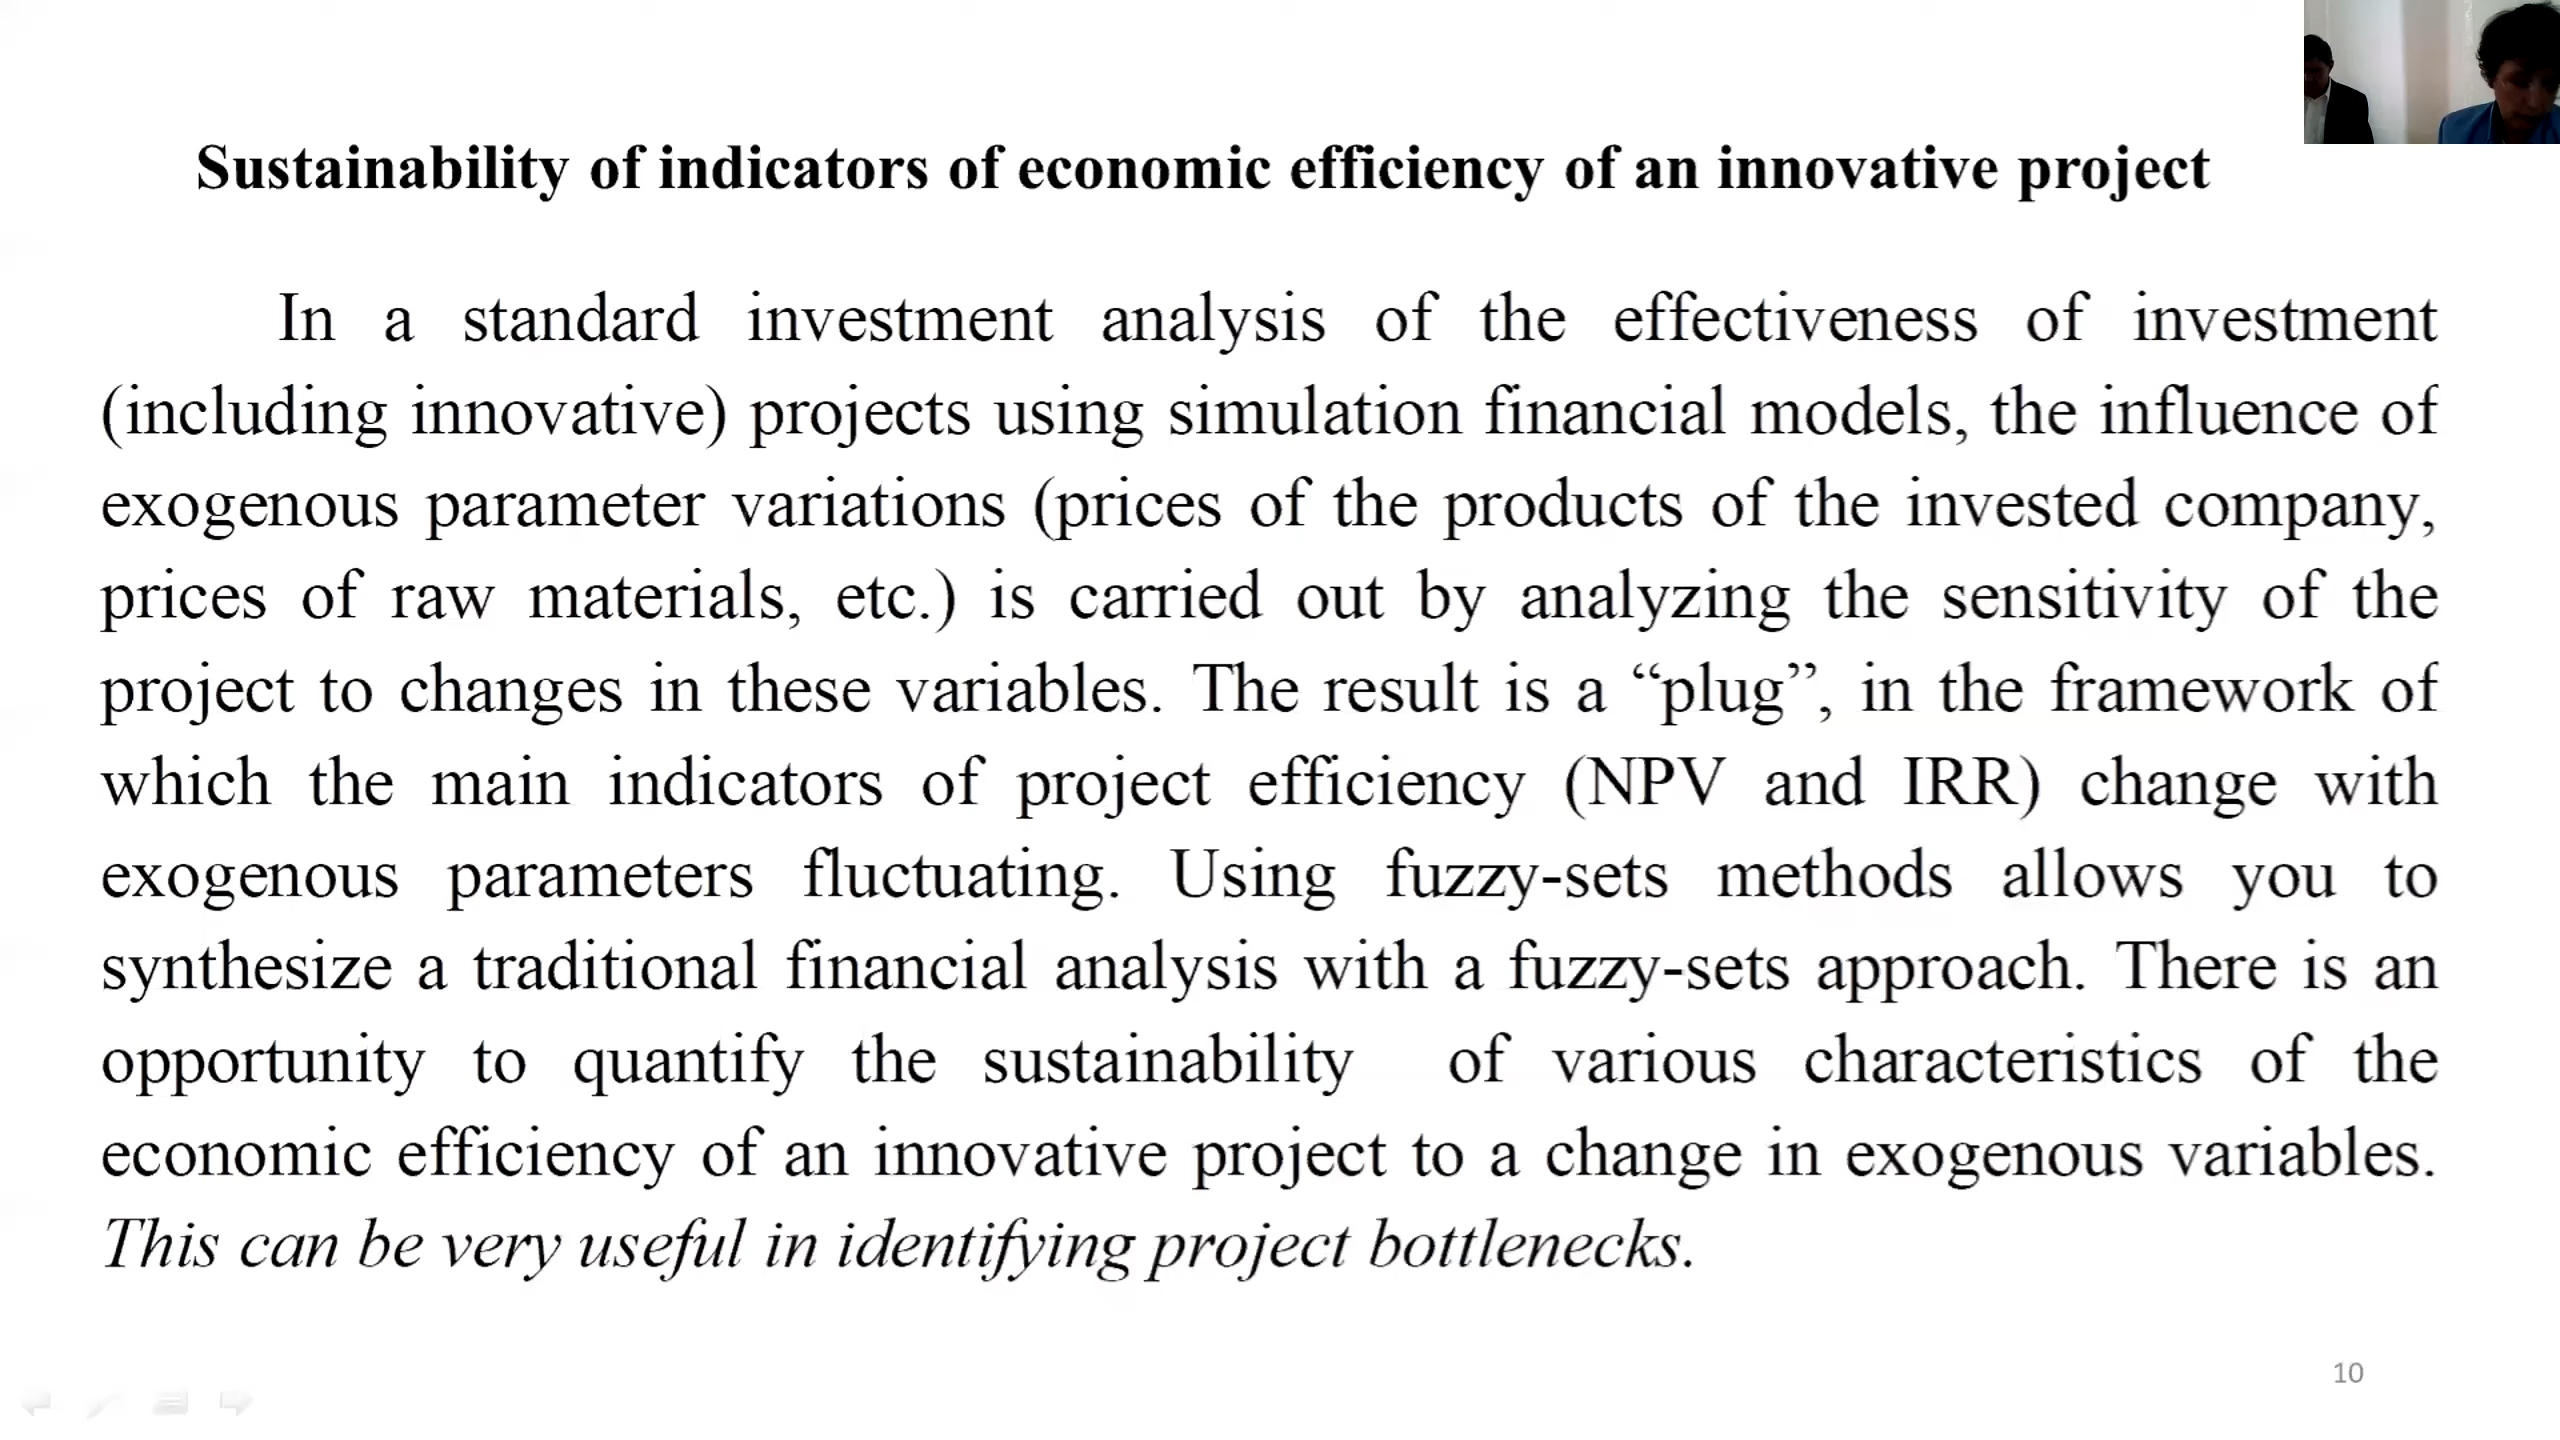 Sustainability of indicators of economic efficiency of an innovative project
In a standard investment analysis of the effectiveness of investment
(including innovative) projects using simulation financial models, the influence of
exogenous parameter variations (prices of the products of the invested company,
prices of raw materials, etc.) is carried out by analyzing the sensitivity of the
project to changes in these variables. The result is a “plug”, in the framework of
which the main indicators of project efficiency (NPV and IRR) change with
exogenous parameters fluctuating. Using fuzzy-sets methods allows you to
synthesize a traditional financial analysis with a fuzzy-sets approach. There is an
opportunity to quantify the sustainability of various characteristics of the
economic efficiency of an innovative project to a change in exogenous variables.
This can be very useful in identifying project bottlenecks.
10